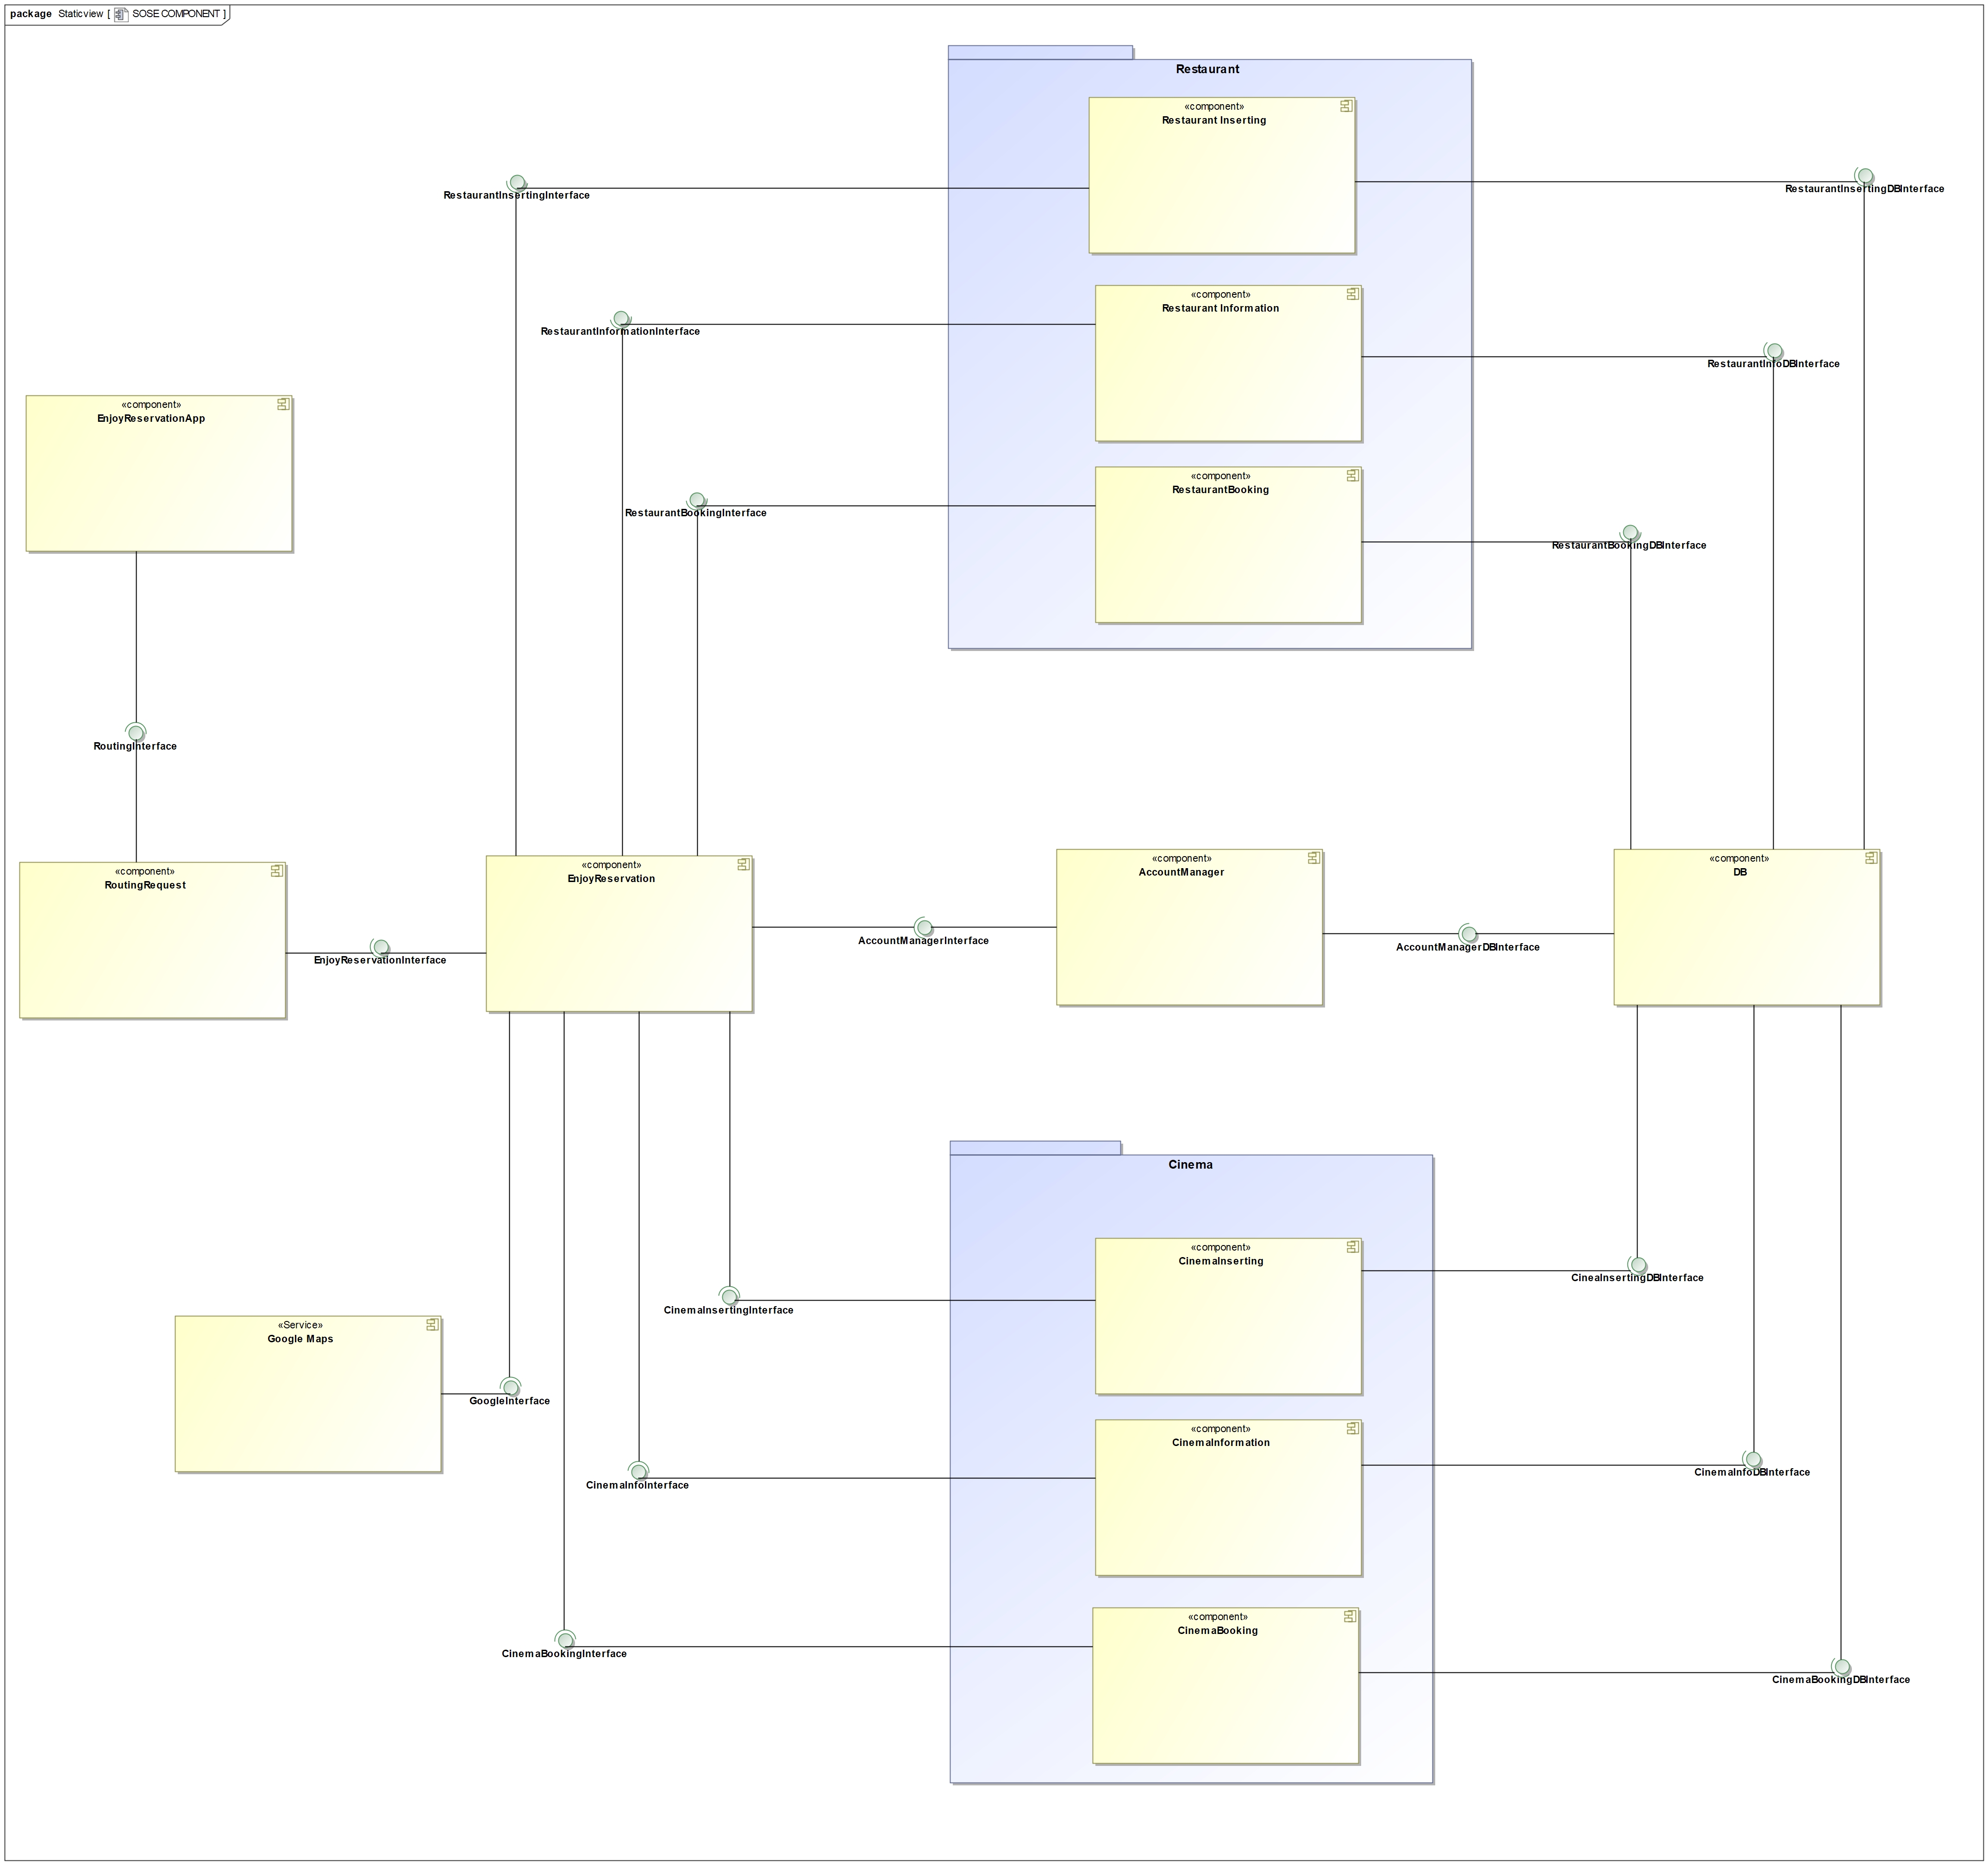 package Staticview [ SOSE COMPONENT ]
Restaurant
«component»
Restaurant Inserting
RestaurantInsertingInterface
RestaurantInsertingDBInterface
«component»
Restaurant Information
RestaurantInformationInterface
RestaurantInfoDBInterface
«component»
EnjoyReservationApp
«component»
RestaurantBooking
RestaurantBookingInterface
RestaurantBookingDBInterface
RoutingInterface
«component»
RoutingRequest
«component»
EnjoyReservation
«component»
AccountManager
«component»
DB
EnjoyReservationInterface
AccountManagerInterface
AccountManagerDBInterface
Cinema
«component»
CinemaInserting
CineaInsertingDBInterface
CinemaInsertingInterface
«Service»
Google Maps
GoogleInterface
«component»
CinemaInformation
CinemaInfoInterface
CinemaInfoDBInterface
«component»
CinemaBooking
CinemaBookingInterface
CinemaBookingDBInterface